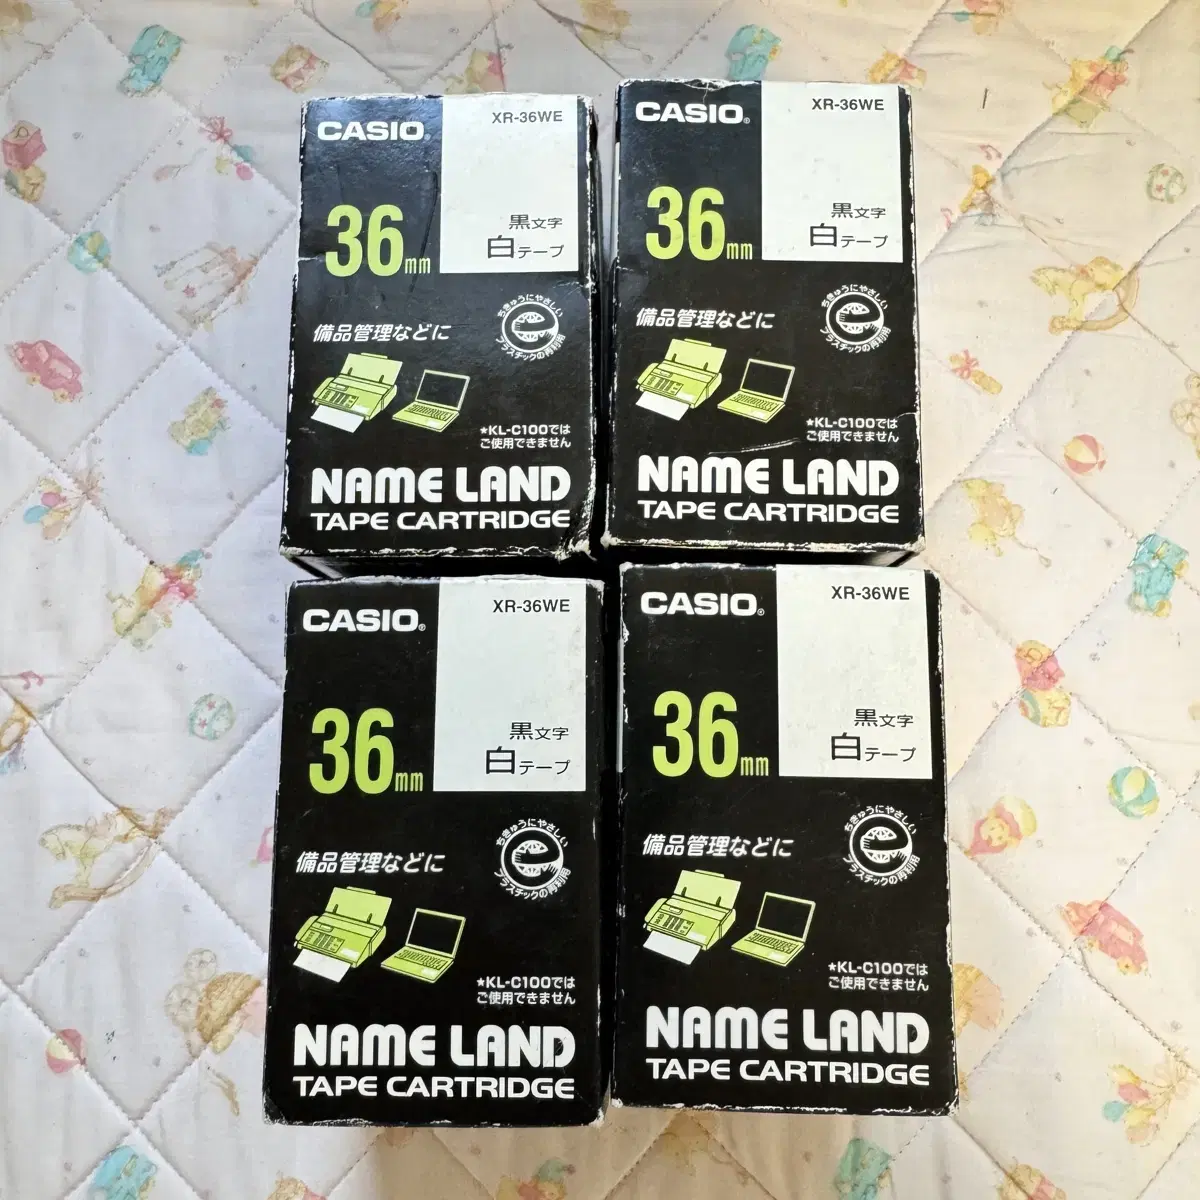 CASIO®
XR-36WE
36mm
黒文字
白テープ
備品管理などに
ちきゅうにやさしい
プラスチックの再利用
★KL-C100では
ご使用できません
NAME LAND
TAPE CARTRIDGE
CASIO®
XR-36WE
36mm
黒文字
白テープ
備品管理などに
ちきゅうにやさしい
プラスチックの再利用
★KL-C100では
ご使用できません
NAME LAND
TAPE CARTRIDGE
CASIO®
XR-36WE
36mm
黒文字
白テープ
備品管理などに
ちきゅうにやさしい
プラスチックの再利用
★KL-C100では
ご使用できません
NAME LAND
TAPE CARTRIDGE
CASIO®
XR-36WE
36mm
黒文字
白テープ
備品管理などに
ちきゅうにやさしい
プラスチックの再利用
★KL-C100では
ご使用できません
NAME LAND
TAPE CARTRIDGE